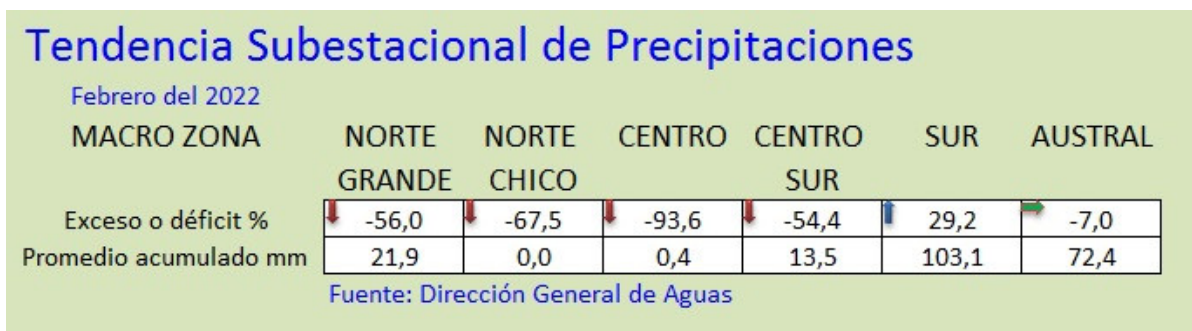 Tendencia Subestacional de Precipitaciones
Febrero del 2022
MACRO ZONA NORTE NORTE CENTRO CENTRO SUR AUSTRAL
GRANDE CHICO SUR
Exceso o déficit % -56,0 -67,5 -93,6 -54,4 29,2 -7,0
Promedio acumulado mm 21,9 0,0 0,4 13,5 103,1 72,4
Fuente: Dirección General de Aguas